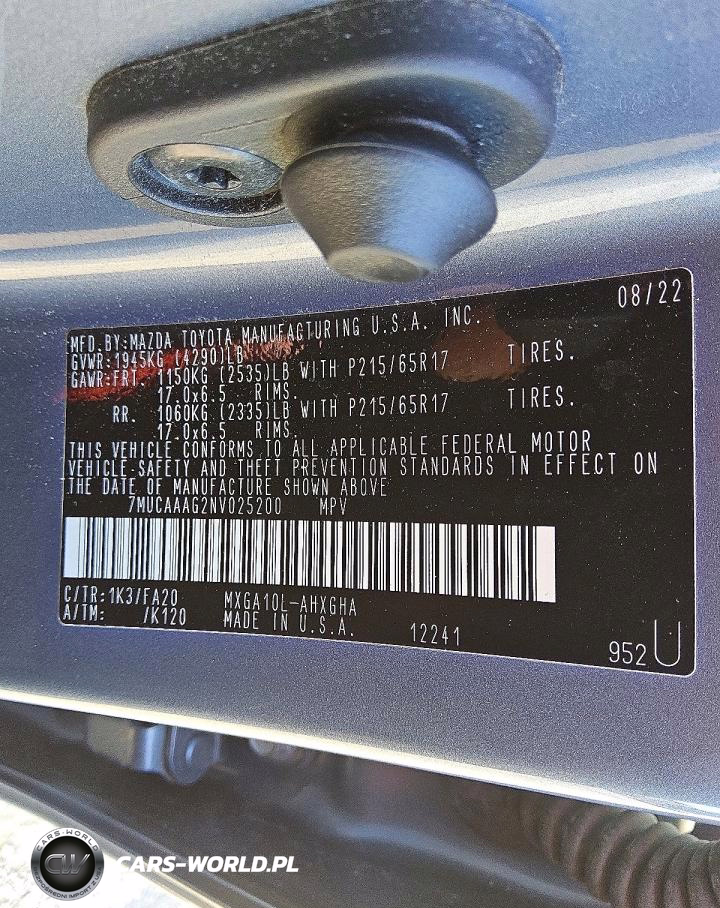 08/22
MFD.BY:MAZDA TOYOTA MANUFACTURING U.S.A. INC.
GVWR:1945KG (4290)LB
GAWR:FRT. 1150KG (2535)LB WITH P215/65R17 TIRES.
17.0x6.5 RIMS.
RR. 1060KG (2335)LB WITH P215/65R17 TIRES.
17.0x6.5 RIMS.
THIS VEHICLE CONFORMS TO ALL APPLICABLE FEDERAL MOTOR
VEHICLE SAFETY AND THEFT PREVENTION STANDARDS IN EFFECT ON
THE DATE OF MANUFACTURE SHOWN ABOVE
7MUCAAAG2NV025200 MPV
C/TR:1K3/FA20 MXGA10L-AHXGHA
A/TM: /K120 MADE IN U.S.A. 12241
952 U
CARS-WORLD
CW
CARS-WORLD.PL